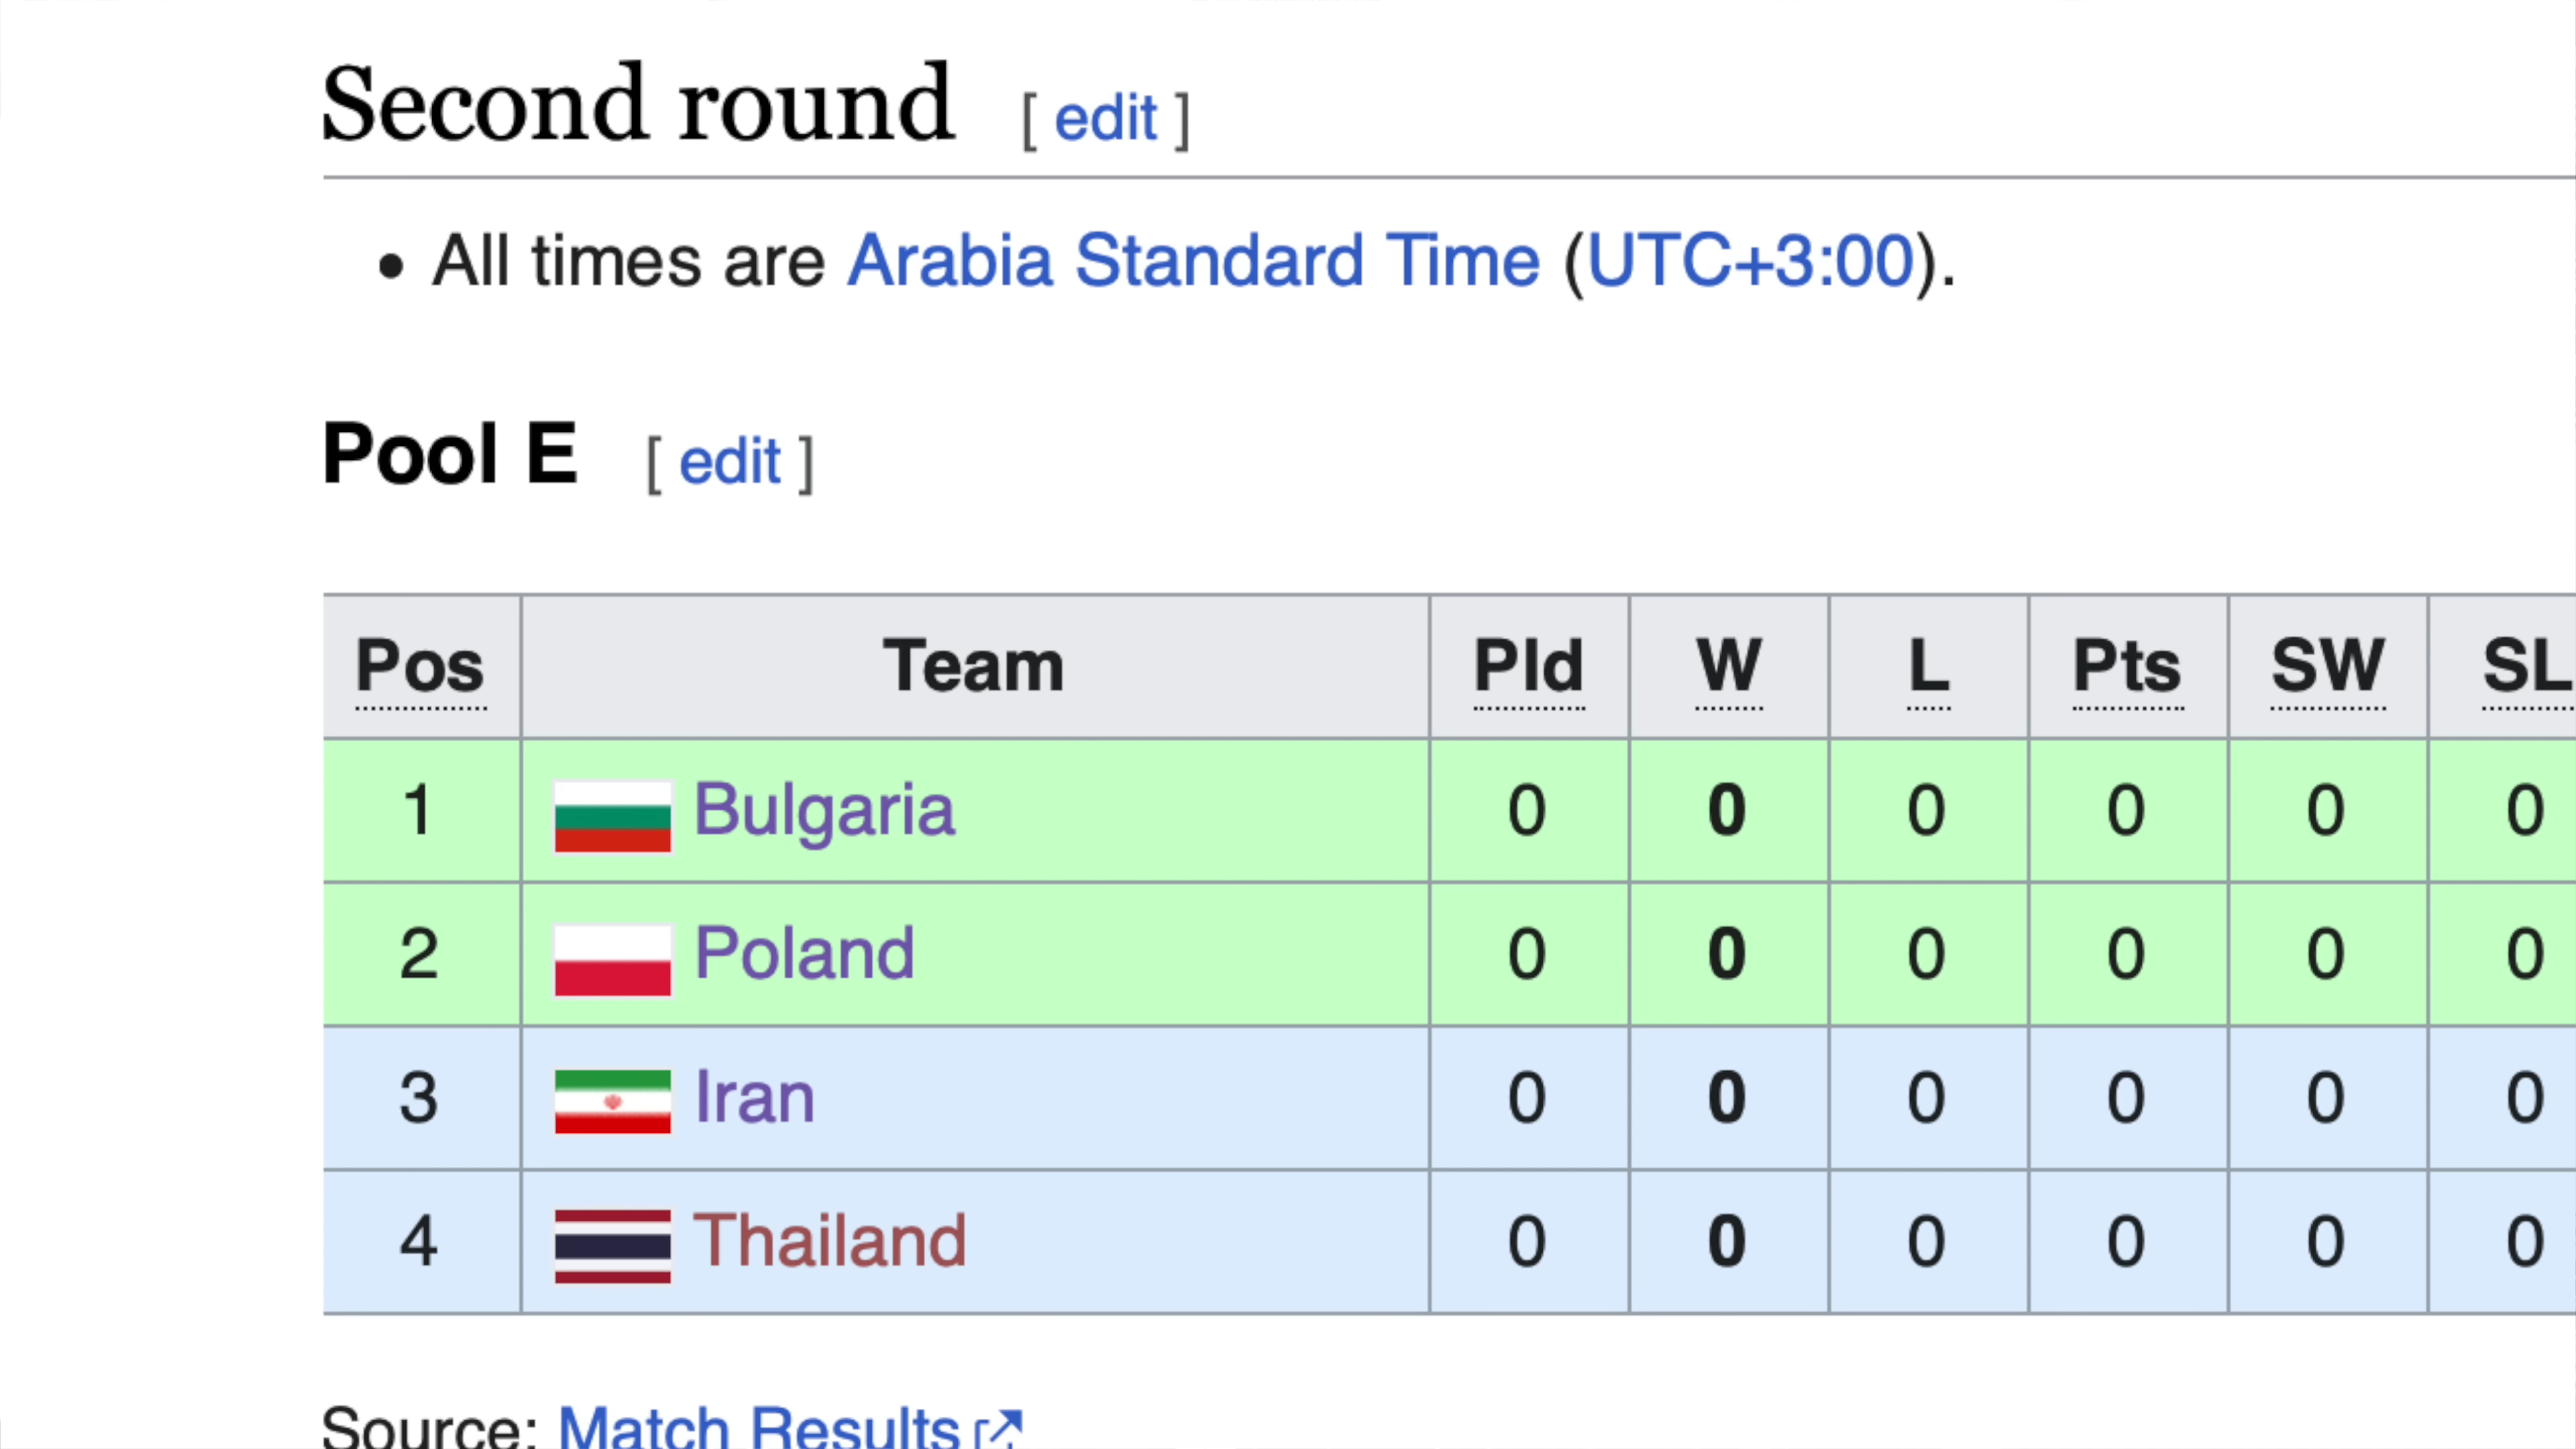 Second round [ edit ]
• All times are Arabia Standard Time (UTC+3:00).
Pool E [ edit ]
Pos Team Pld W L Pts SW SL
1 Bulgaria 0 0 0 0 0 0
2 Poland 0 0 0 0 0 0
3 Iran 0 0 0 0 0 0
4 Thailand 0 0 0 0 0 0
Source: Match Results